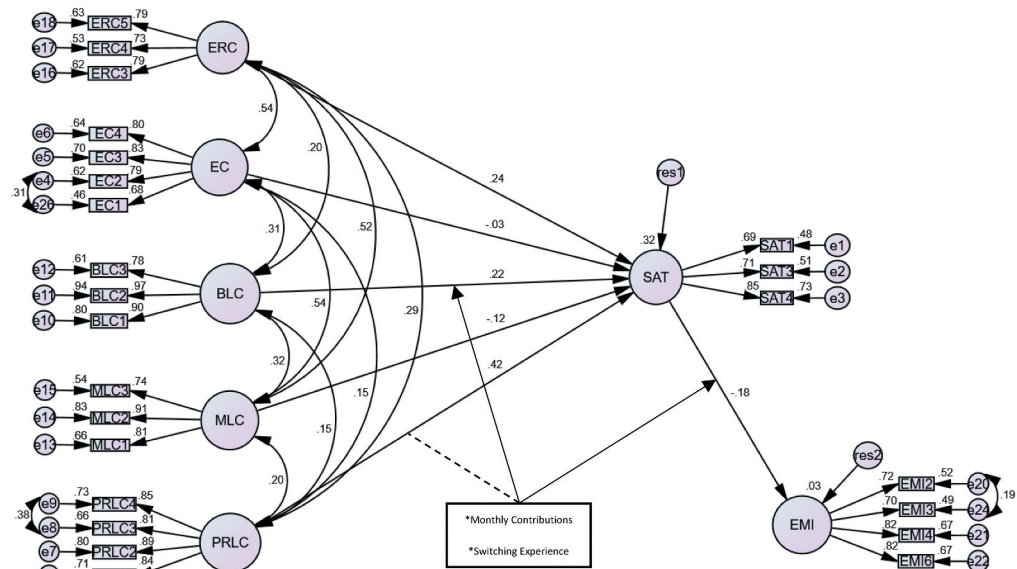 e18 .63 ERC5 .79
e17 .53 ERC4 .73
e16 .62 ERC3 .79
ERC
.54
.20
.52
.29
.24
e6 .64 EC4 .80
e5 .70 EC3 .83
e4 .62 EC2 .79
e26 .46 EC1 .68
.31
EC
-.03
.31
.54
.15
res1
.32
SAT
.69 SAT1 .48 e1
.71 SAT3 .51 e2
.85 SAT4 .73 e3
e12 .61 BLC3 .78
e11 .94 BLC2 .97
e10 .80 BLC1 .90
BLC
.22
-.12
.42
.32
.15
-.18
e15 .54 MLC3 .74
e14 .83 MLC2 .91
e13 .66 MLC1 .81
MLC
.20
e9 .73 PRLC4 .85
e8 .66 PRLC3 .81
e7 .80 PRLC2 .89
.71 .84
.38
PRLC
*Monthly Contributions
*Switching Experience
res2
.03
EMI
.72 EMI2 .52 e20
.70 EMI3 .49 e24
.82 EMI4 .67 e21
.82 EMI6 .67 e22
.19